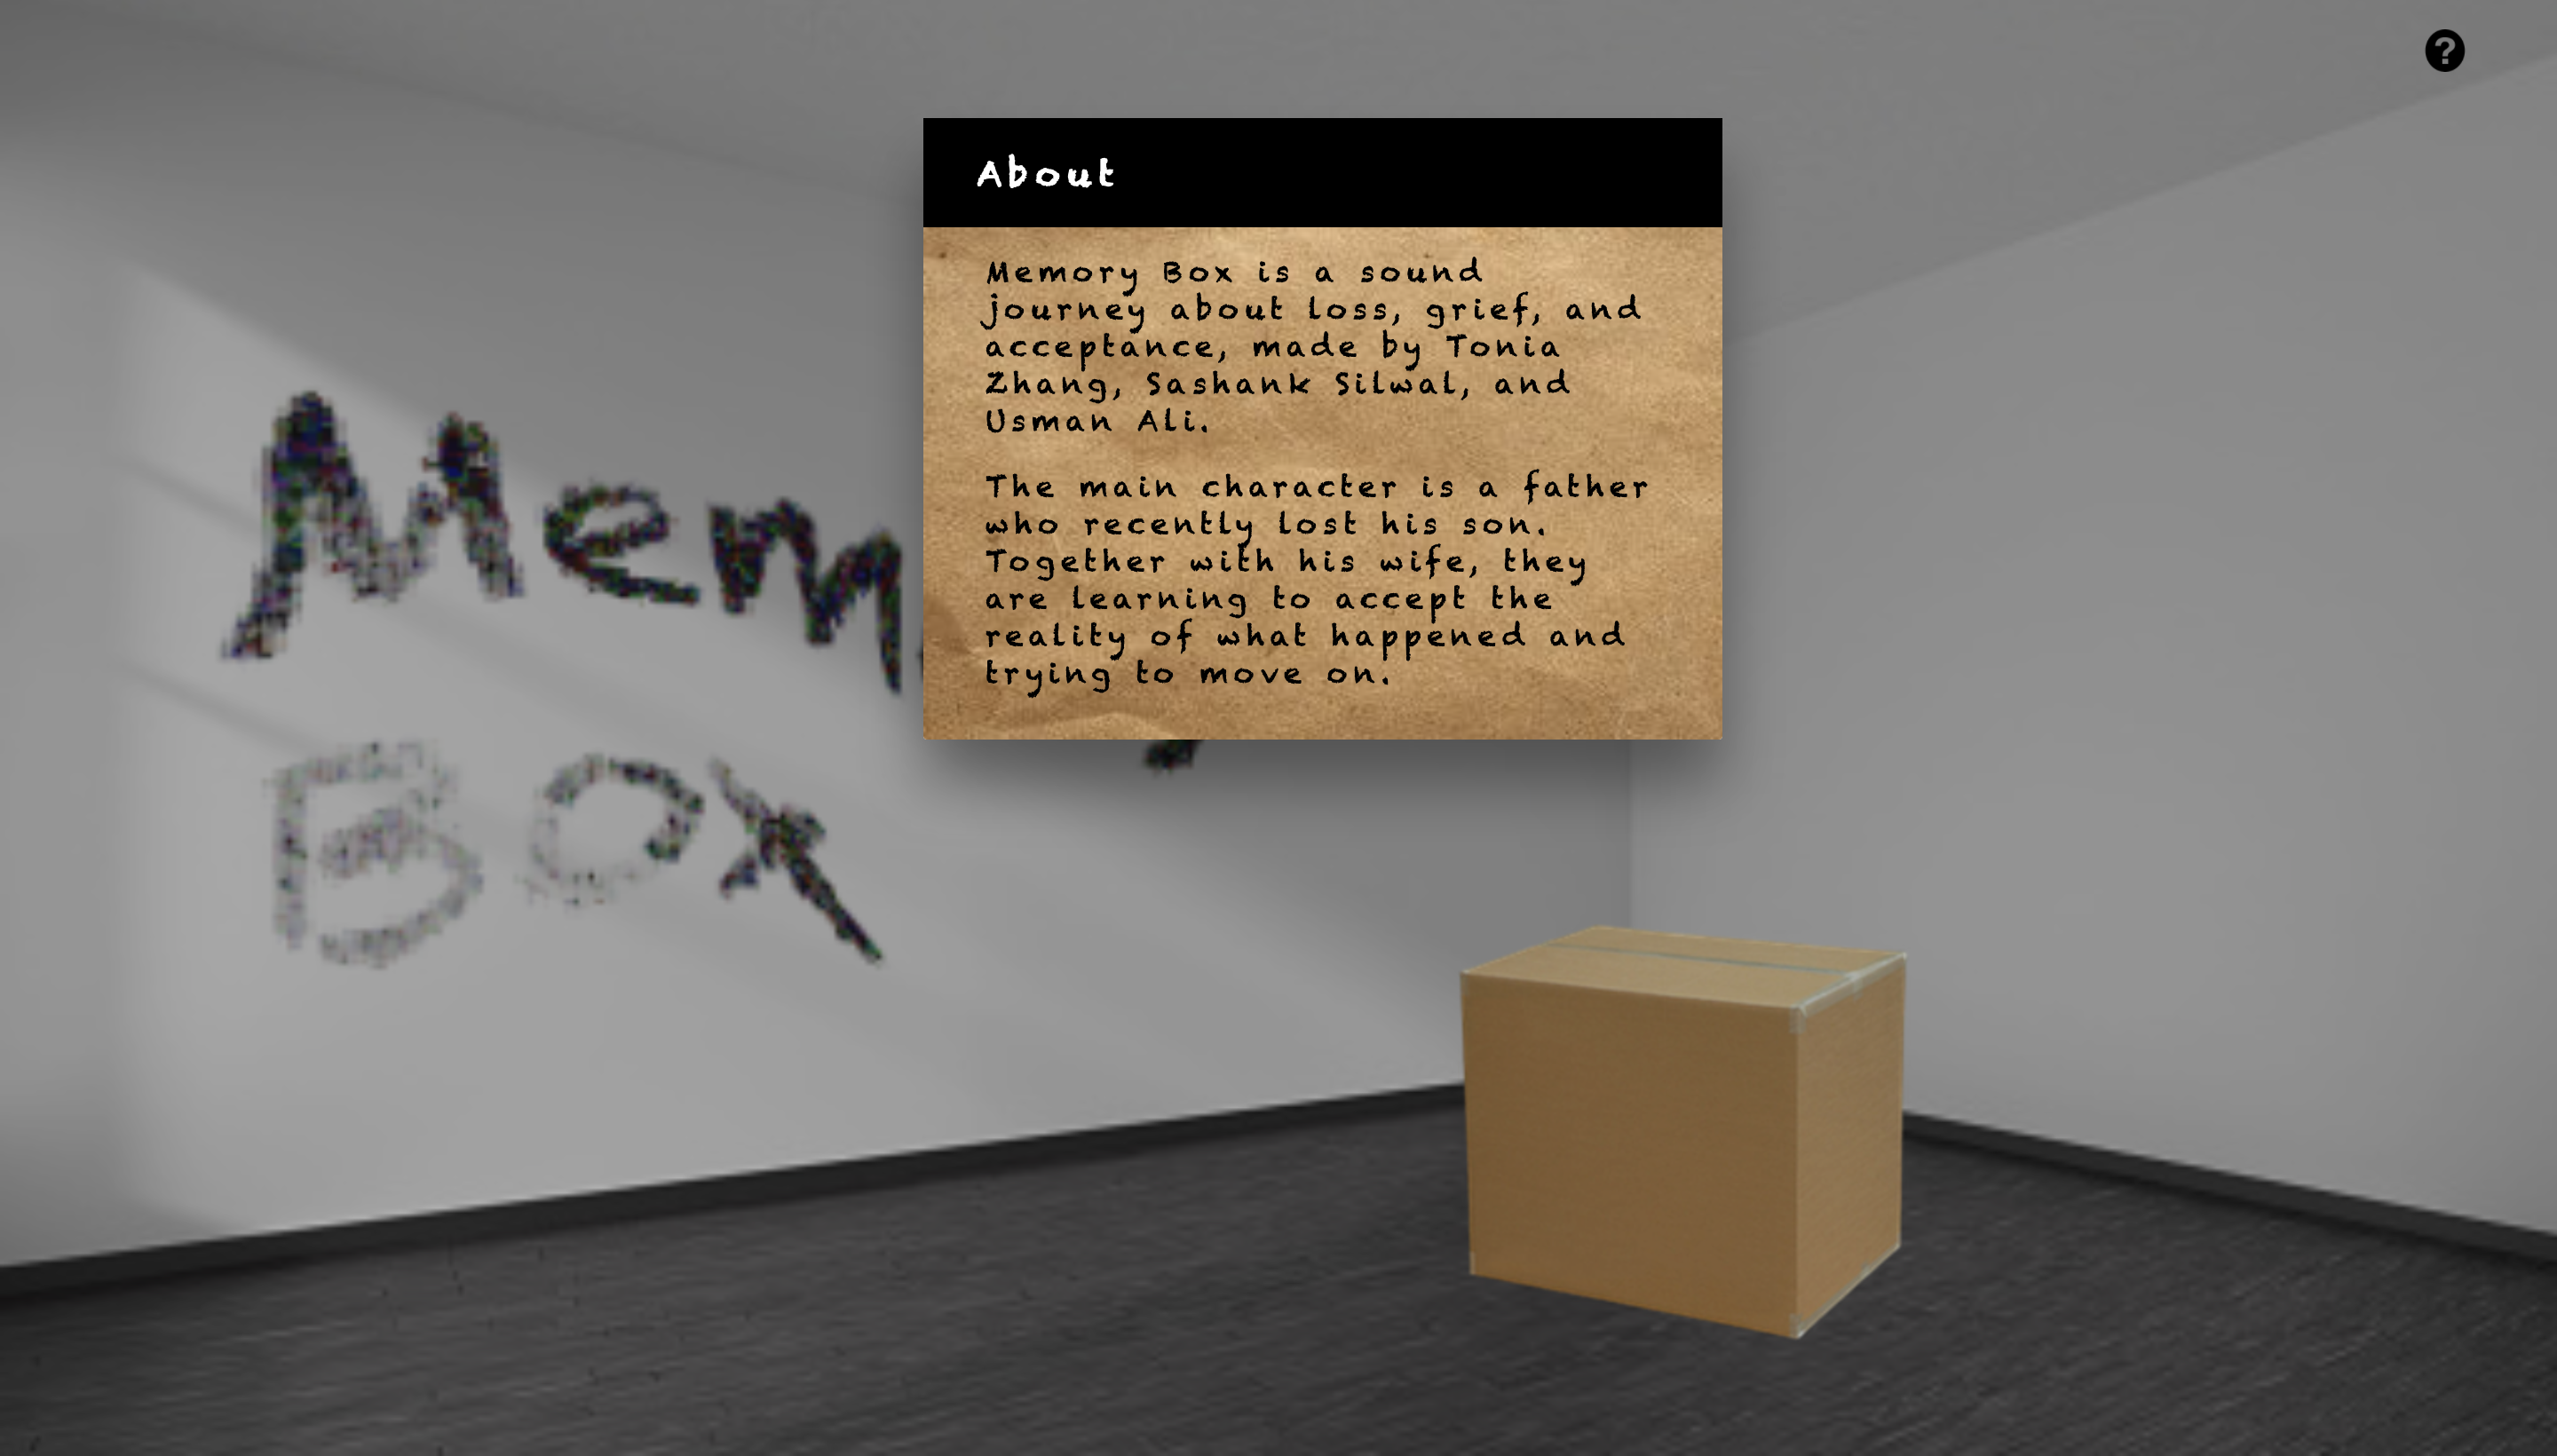 ?
About
Memory Box is a sound
journey about loss, grief, and
acceptance, made by Tonia
Zhang, Sashank Silwal, and
Usman Ali.
The main character is a father
who recently lost his son.
Together with his wife, they
are learning to accept the
reality of what happened and
trying to move on.
Box